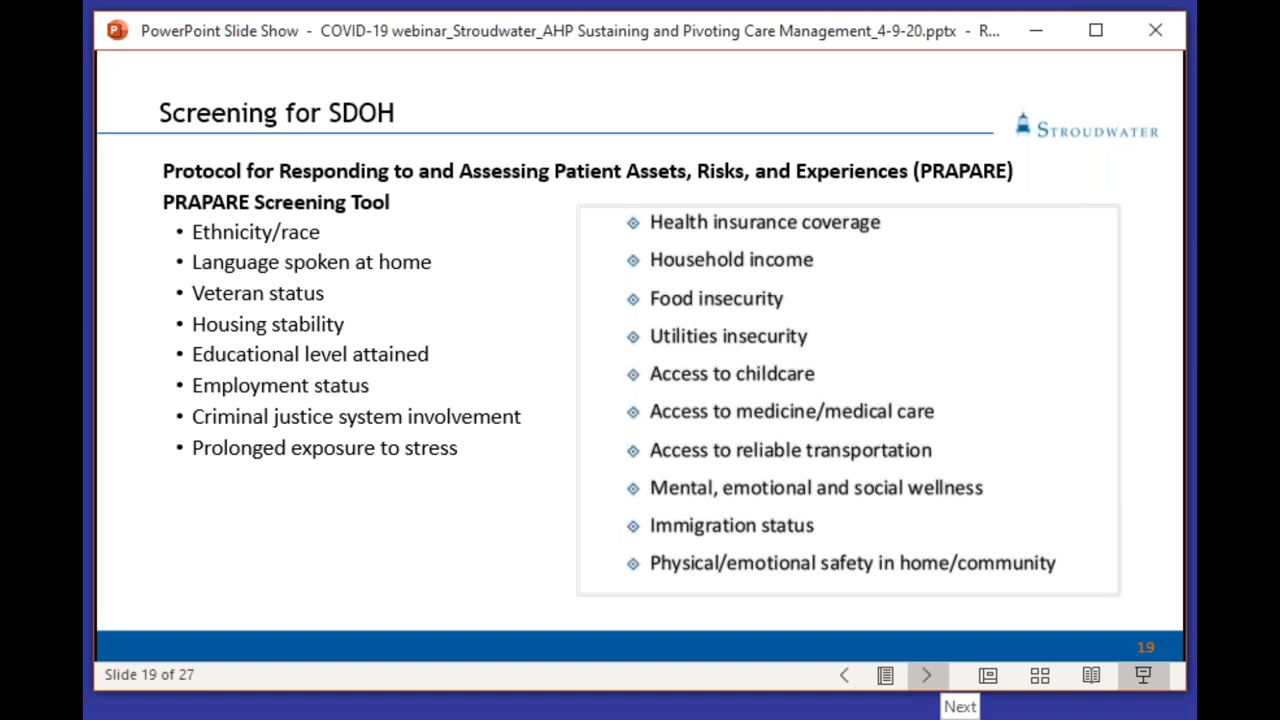 PowerPoint Slide Show - COVID-19 webinar_Stroudwater_AHP Sustaining and Pivoting Care Management_4-9-20.pptx - R...
Screening for SDOH
STROUDWATER
Protocol for Responding to and Assessing Patient Assets, Risks, and Experiences (PRAPARE)
PRAPARE Screening Tool
• Ethnicity/race
• Language spoken at home
• Veteran status
• Housing stability
• Educational level attained
• Employment status
• Criminal justice system involvement
• Prolonged exposure to stress
Health insurance coverage
Household income
Food insecurity
Utilities insecurity
Access to childcare
Access to medicine/medical care
Access to reliable transportation
Mental, emotional and social wellness
Immigration status
Physical/emotional safety in home/community
19
Slide 19 of 27
Next